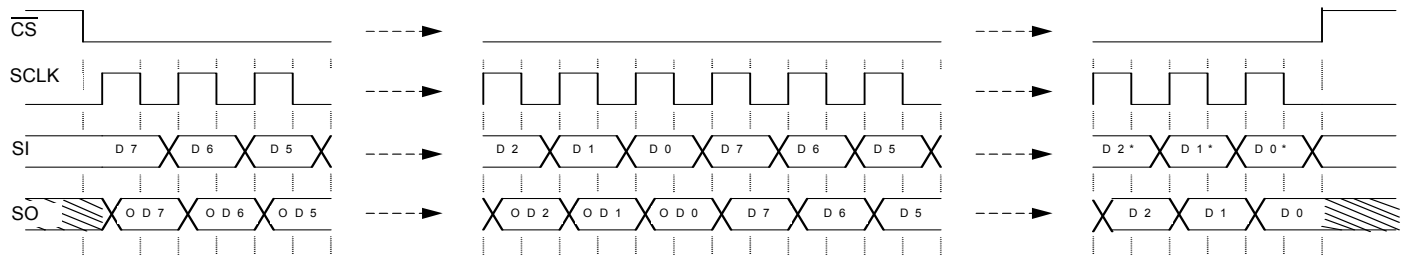 CS
SCLK
SI D 7 D 6 D 5 D 2 D 1 D 0 D 7 D 6 D 5 D 2 * D 1 * D 0 *
SO O D 7 O D 6 O D 5 O D 2 O D 1 O D 0 D 7 D 6 D 5 D 2 D 1 D 0